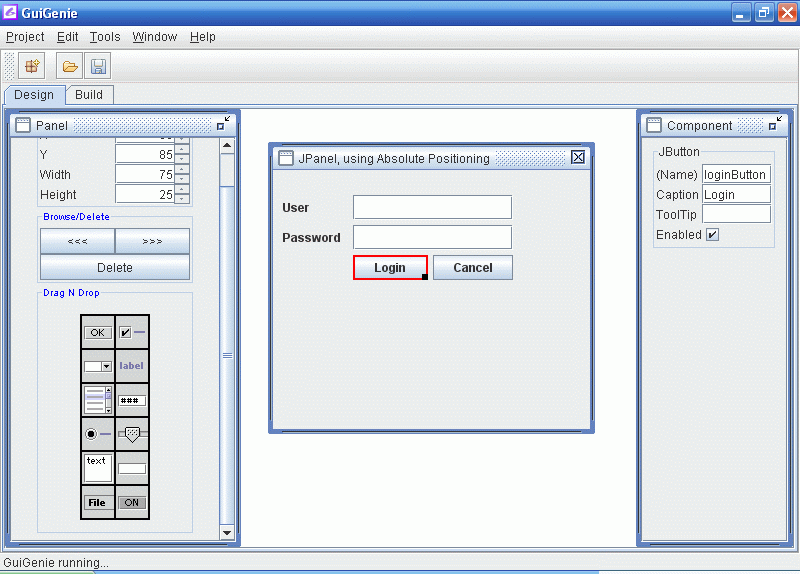 GuiGenie
Project Edit Tools Window Help
Design Build
Panel
Y 85
Width 75
Height 25
Browse/Delete
<<< >>>
Delete
Drag N Drop
OK
label
###
text
File ON
JPanel, using Absolute Positioning
User
Password
Login Cancel
Component
JButton
(Name) loginButton
Caption Login
ToolTip
Enabled
GuiGenie running...